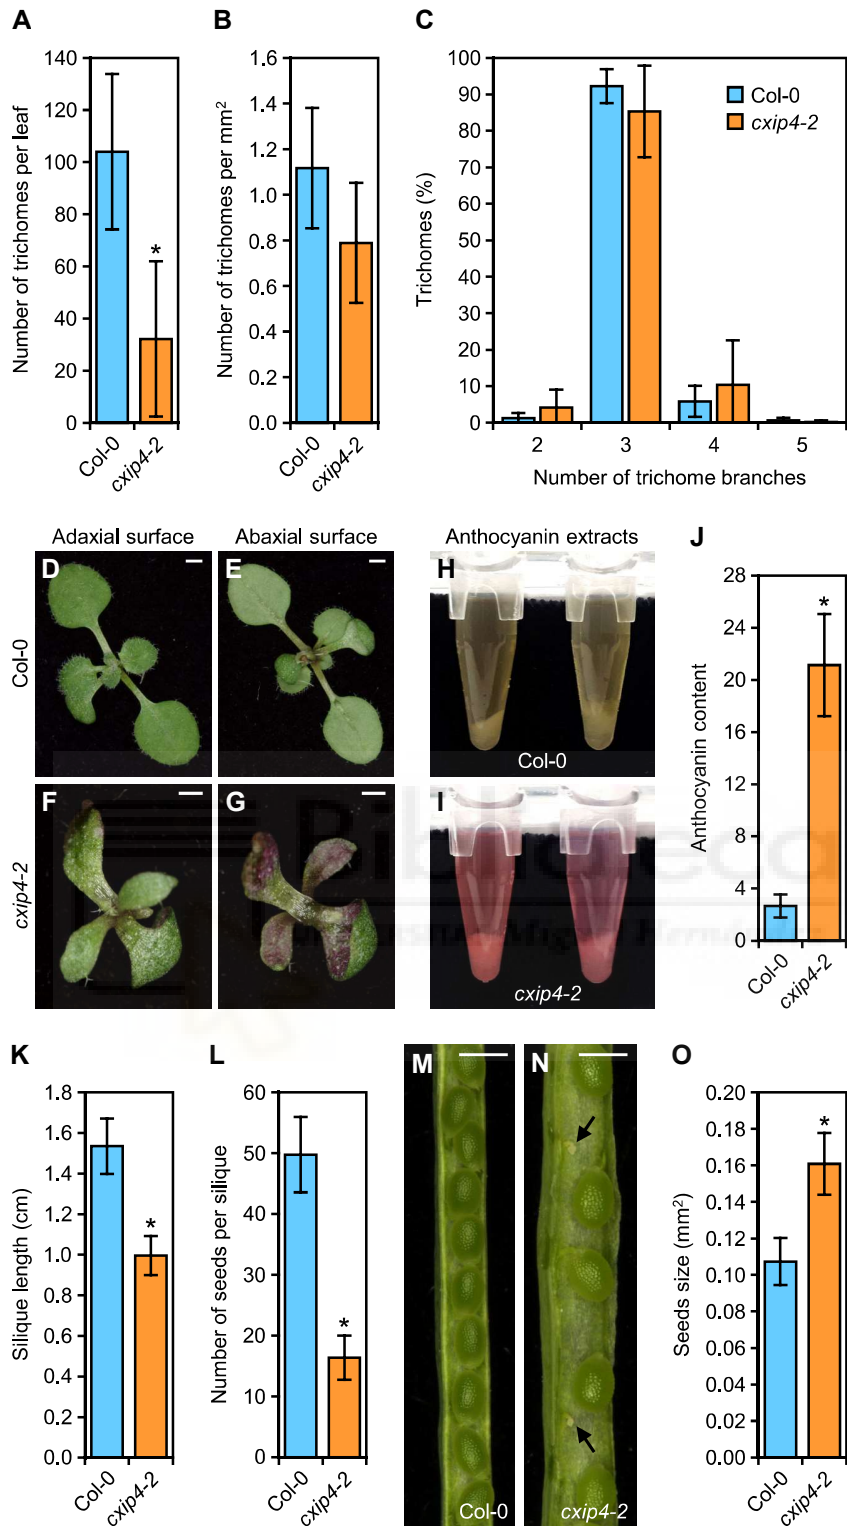 A
Number of trichomes per leaf
140
120
100
80
60
40
20
0
*
Col-0
cxip4-2
B
Number of trichomes per mm²
1.6
1.4
1.2
1.0
0.8
0.6
0.4
0.2
0.0
Col-0
cxip4-2
C
Trichomes (%)
100
90
80
70
60
50
40
30
20
10
0
Col-0
cxip4-2
2 3 4 5
Number of trichome branches
Adaxial surface
Abaxial surface
Anthocyanin extracts
Col-0
D
E
H
Col-0
cxip4-2
F
G
I
cxip4-2
J
Anthocyanin content
28
24
20
16
12
8
4
0
*
Col-0
cxip4-2
Biblioteca
Miguel Hernández
K
Silique length (cm)
1.8
1.6
1.4
1.2
1.0
0.8
0.6
0.4
0.2
0.0
*
Col-0
cxip4-2
L
Number of seeds per silique
60
50
40
30
20
10
0
*
Col-0
cxip4-2
M
Col-0
N
cxip4-2
O
Seeds size (mm²)
0.20
0.18
0.16
0.14
0.12
0.10
0.08
0.06
0.04
0.02
0.00
*
Col-0
cxip4-2